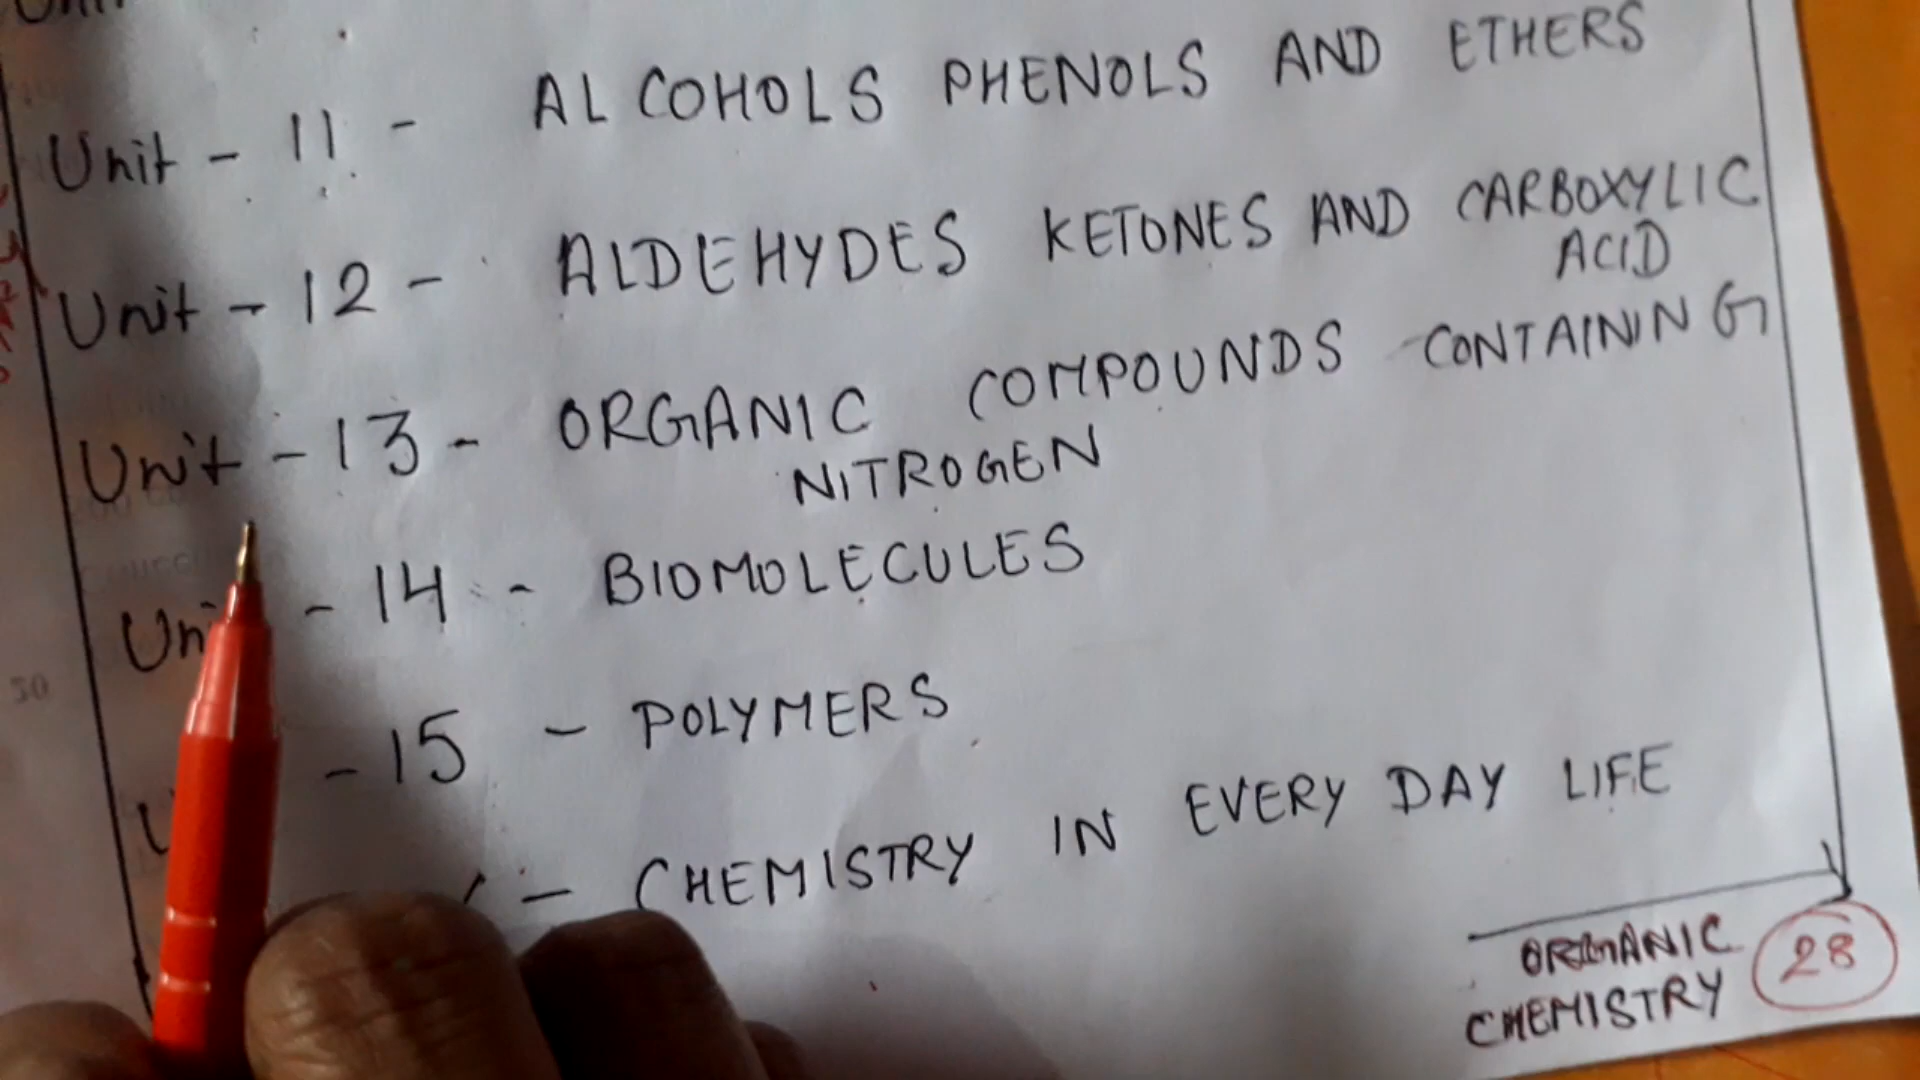 Unit - 11 - ALCOHOLS PHENOLS AND ETHERS
Unit - 12 - ALDEHYDES KETONES AND CARBOXYLIC
ACID
Unit - 13 - ORGANIC COMPOUNDS CONTAINING
NITROGEN
- 14 - BIOMOLECULES
- 15 - POLYMERS
- CHEMISTRY IN EVERY DAY LIFE
ORGANIC
CHEMISTRY
28
50